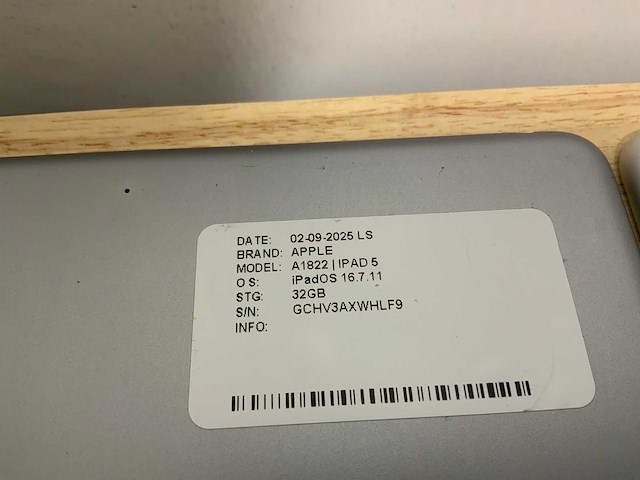 DATE: 02-09-2025 LS
BRAND: APPLE
MODEL: A1822 | IPAD 5
O S: iPadOS 16.7.11
STG: 32GB
S/N: GCHV3AXWHLF9
INFO: